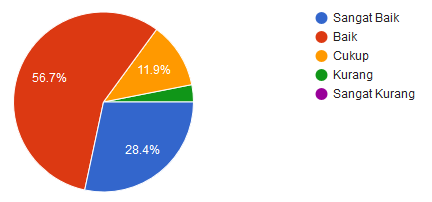 Sangat Baik
Baik
Cukup
Kurang
Sangat Kurang
56.7%
11.9%
28.4%